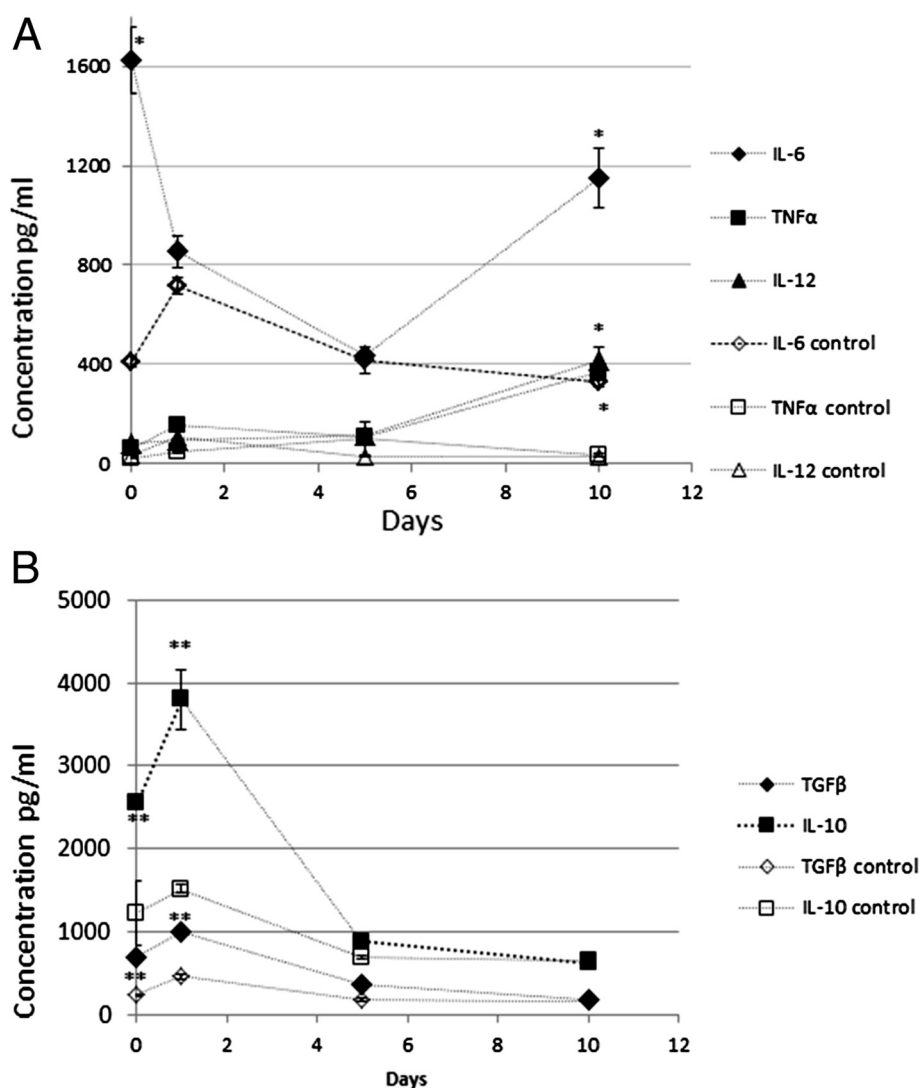 A
*
1600
1200
800
400
0
*
*
*
0
2
4
6
8
10
12
Concentration pg/ml
Days
IL-6
TNFα
IL-12
IL-6 control
TNFα control
IL-12 control
B
5000
4000
3000
2000
1000
0
**
**
**
**
0
2
4
6
8
10
12
Concentration pg/ml
Days
TGFβ
IL-10
TGFβ control
IL-10 control